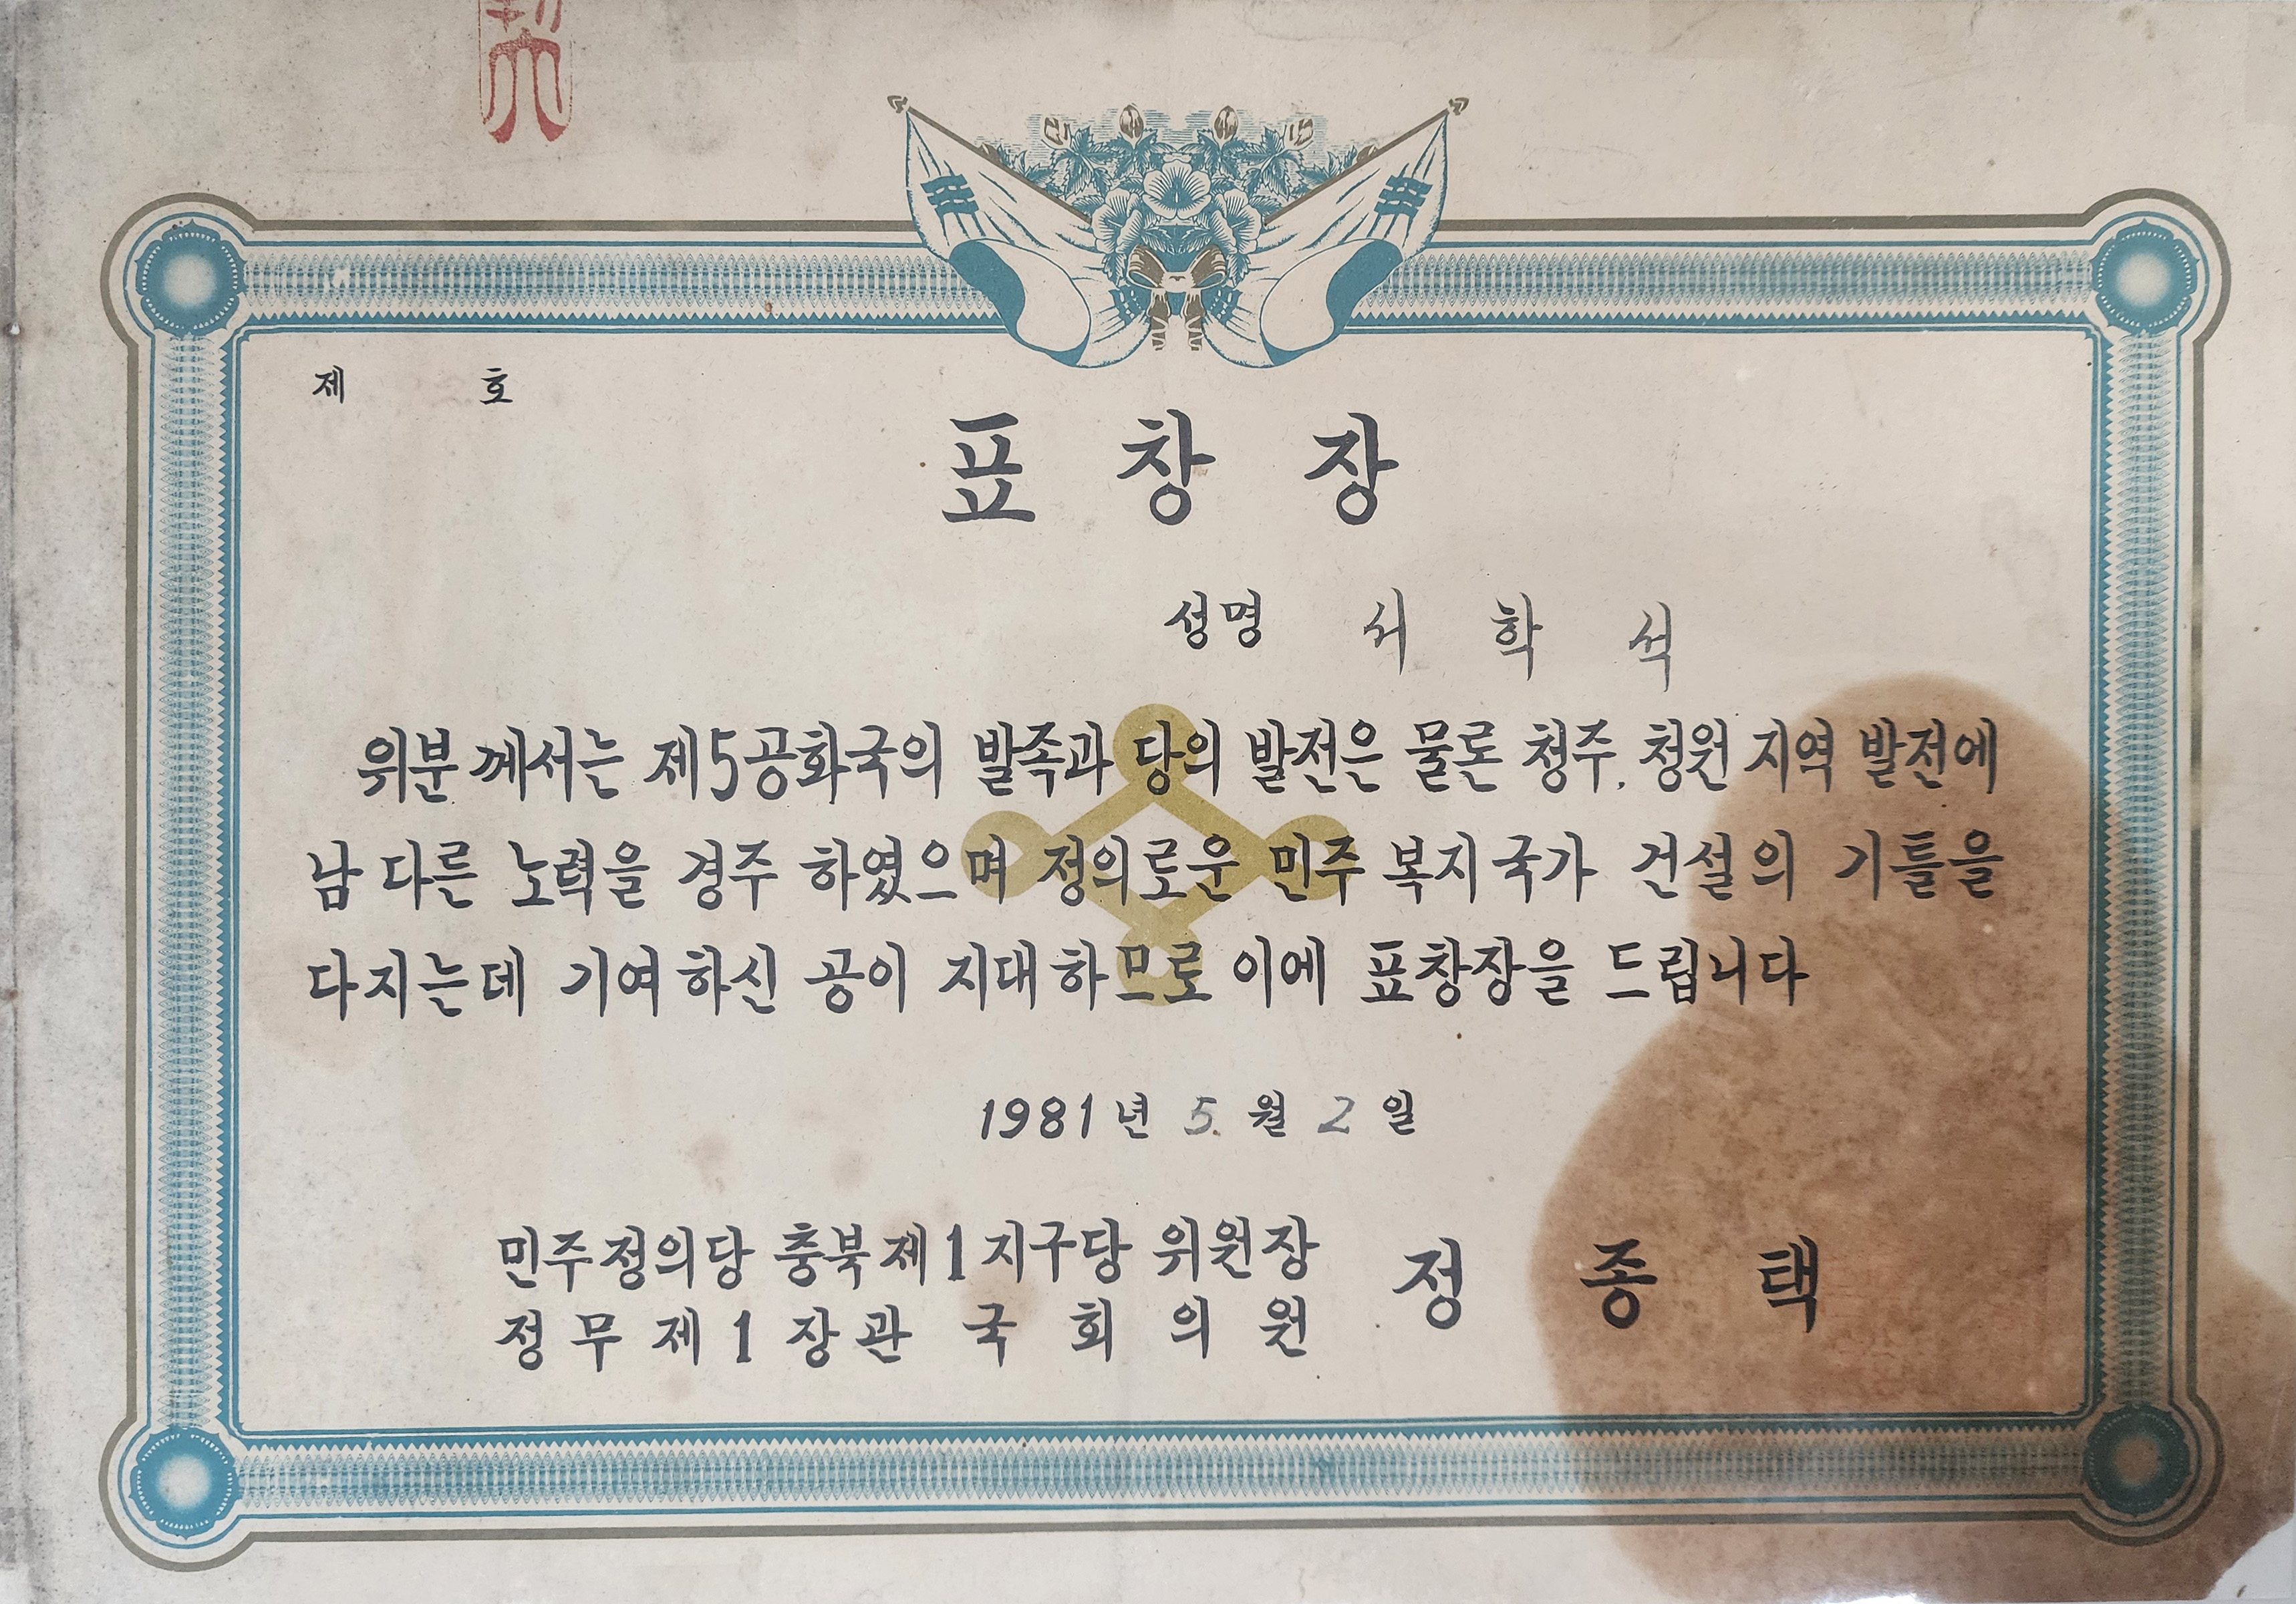 제 호
표 창 장
성명 서 학 석
위분께서는 제5공화국의 발족과 당의 발전은 물론 청주, 청원 지역 발전에
남다른 노력을 경주 하였으며 정의로운 민주 복지국가 건설의 기틀을
다지는데 기여하신 공이 지대하므로 이에 표창장을 드립니다
1981년 5월 2일
민주정의당 충북제1지구당 위원장
정무제1장관 국회의원 정 종 택